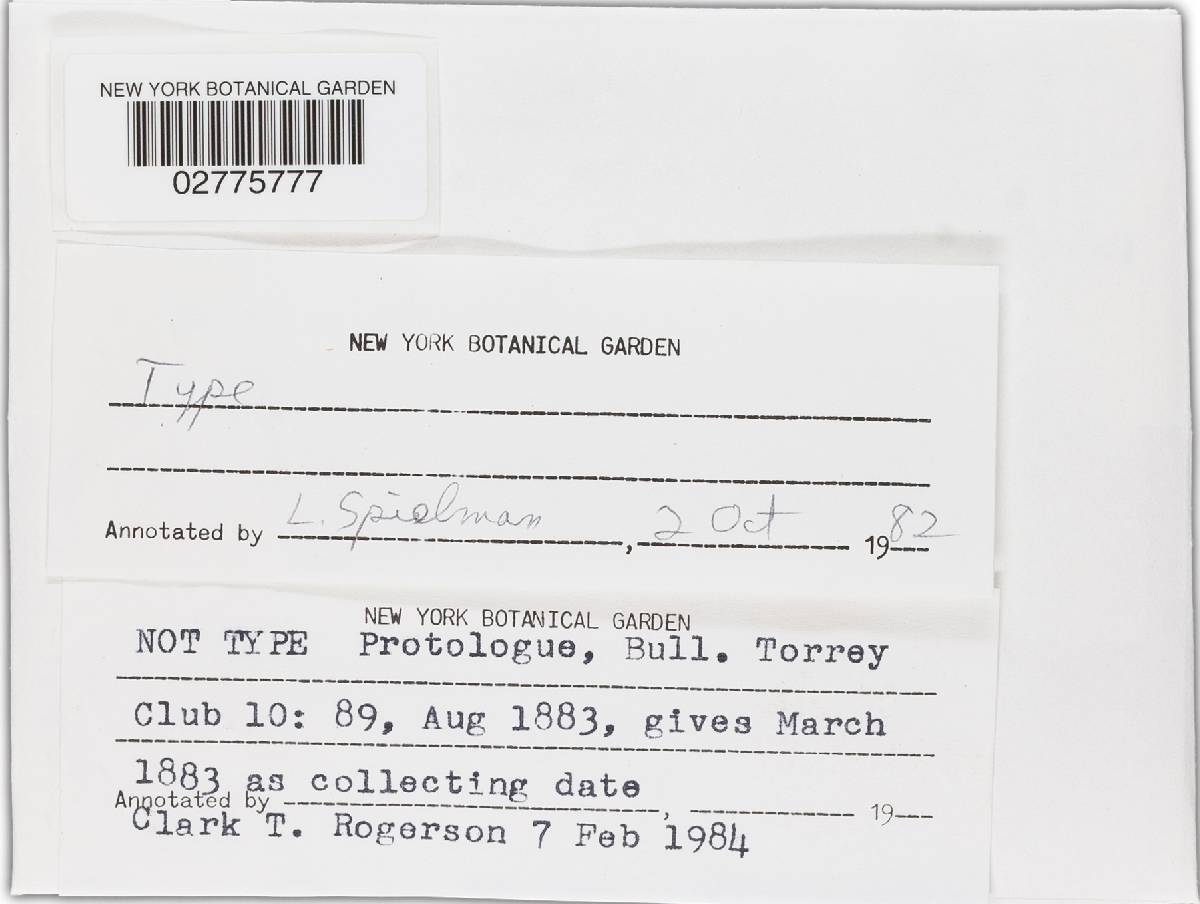 NEW YORK BOTANICAL GARDEN
02775777
NEW YORK BOTANICAL GARDEN
Type
Annotated by L. Spielman, 2 Oct 1982
NEW YORK BOTANICAL GARDEN
NOT TYPE Protologue, Bull. Torrey
Club 10: 89, Aug 1883, gives March
1883 as collecting date
Annotated by , 19
Clark T. Rogerson 7 Feb 1984